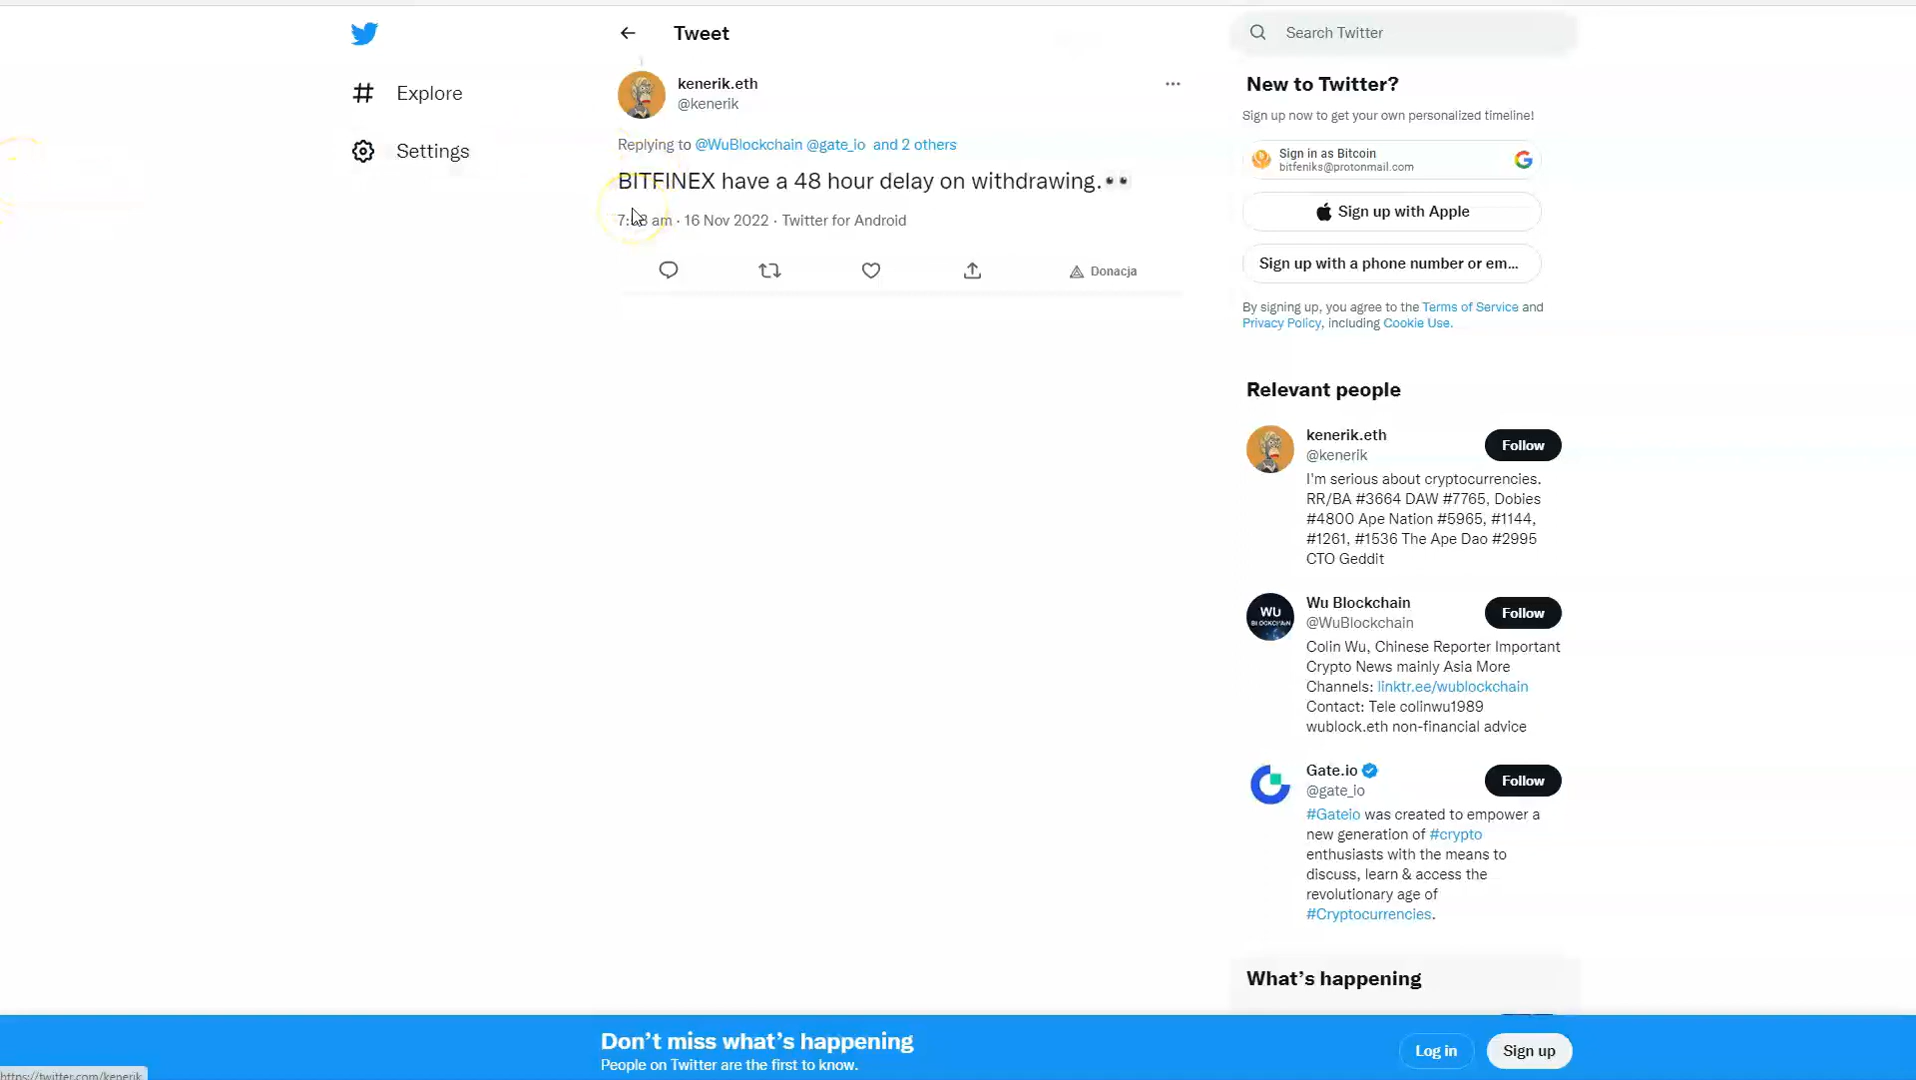 Tweet
Search Twitter
Explore
Settings
kenerik.eth
@kenerik
Replying to @WuBlockchain @gate_io and 2 others
BITFINEX have a 48 hour delay on withdrawing.👀
am · 16 Nov 2022 · Twitter for Android
Donacja
New to Twitter?
Sign up now to get your own personalized timeline!
Sign in as Bitcoin
bitfeniks@protonmail.com
Sign up with Apple
Sign up with a phone number or em...
By signing up, you agree to the Terms of Service and
Privacy Policy, including Cookie Use.
Relevant people
kenerik.eth
@kenerik
Follow
I'm serious about cryptocurrencies.
RR/BA #3664 DAW #7765, Dobies
#4800 Ape Nation #5965, #1144,
#1261, #1536 The Ape Dao #2995
CTO Geddit
WU
BLOCKCHAIN
Wu Blockchain
@WuBlockchain
Follow
Colin Wu, Chinese Reporter Important
Crypto News mainly Asia More
Channels: linktr.ee/wublockchain
Contact: Tele colinwu1989
wublock.eth non-financial advice
Gate.io
@gate_io
Follow
#Gateio was created to empower a
new generation of #crypto
enthusiasts with the means to
discuss, learn & access the
revolutionary age of
#Cryptocurrencies.
What's happening
Don't miss what's happening
People on Twitter are the first to know.
Log in
Sign up
https://twitter.com/kenerik